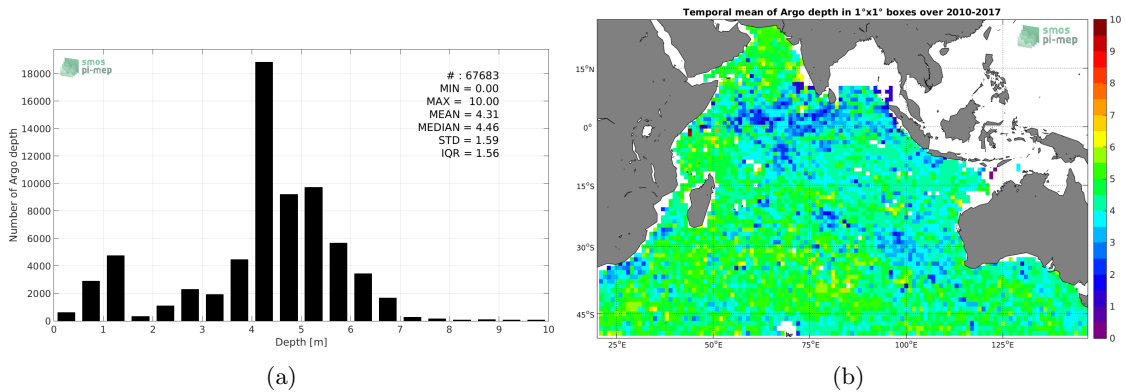 smos
pi-mep
# : 67683
MIN = 0.00
MAX = 10.00
MEAN = 4.31
MEDIAN = 4.46
STD = 1.59
IQR = 1.56
18000
16000
14000
12000
10000
8000
6000
4000
2000
0
Number of Argo depth
0 1 2 3 4 5 6 7 8 9 10
Depth [m]
(a)
Temporal mean of Argo depth in 1°x1° boxes over 2010-2017
smos
pi-mep
15°N
0°
15°S
30°S
45°S
25°E 50°E 75°E 100°E 125°E
10
9
8
7
6
5
4
3
2
1
0
(b)